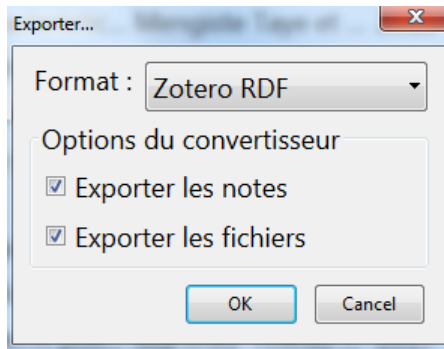 Exporter...
Format :
Zotero RDF
Options du convertisseur
Exporter les notes
Exporter les fichiers
OK
Cancel